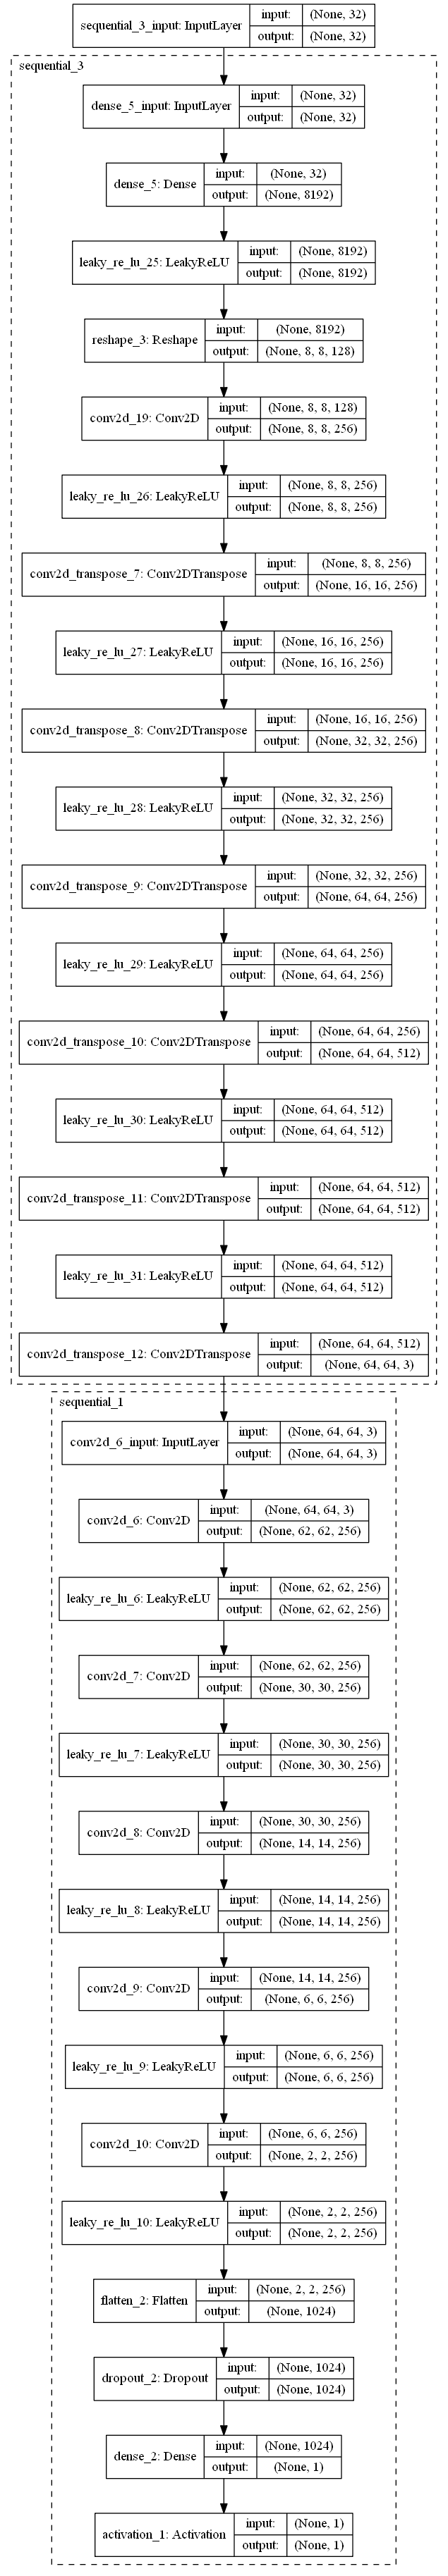 sequential_3_input: InputLayer
input: (None, 32)
output: (None, 32)
sequential_3
dense_5_input: InputLayer
input: (None, 32)
output: (None, 32)
dense_5: Dense
input: (None, 32)
output: (None, 8192)
leaky_re_lu_25: LeakyReLU
input: (None, 8192)
output: (None, 8192)
reshape_3: Reshape
input: (None, 8192)
output: (None, 8, 8, 128)
conv2d_19: Conv2D
input: (None, 8, 8, 128)
output: (None, 8, 8, 256)
leaky_re_lu_26: LeakyReLU
input: (None, 8, 8, 256)
output: (None, 8, 8, 256)
conv2d_transpose_7: Conv2DTranspose
input: (None, 8, 8, 256)
output: (None, 16, 16, 256)
leaky_re_lu_27: LeakyReLU
input: (None, 16, 16, 256)
output: (None, 16, 16, 256)
conv2d_transpose_8: Conv2DTranspose
input: (None, 16, 16, 256)
output: (None, 32, 32, 256)
leaky_re_lu_28: LeakyReLU
input: (None, 32, 32, 256)
output: (None, 32, 32, 256)
conv2d_transpose_9: Conv2DTranspose
input: (None, 32, 32, 256)
output: (None, 64, 64, 256)
leaky_re_lu_29: LeakyReLU
input: (None, 64, 64, 256)
output: (None, 64, 64, 256)
conv2d_transpose_10: Conv2DTranspose
input: (None, 64, 64, 256)
output: (None, 64, 64, 512)
leaky_re_lu_30: LeakyReLU
input: (None, 64, 64, 512)
output: (None, 64, 64, 512)
conv2d_transpose_11: Conv2DTranspose
input: (None, 64, 64, 512)
output: (None, 64, 64, 512)
leaky_re_lu_31: LeakyReLU
input: (None, 64, 64, 512)
output: (None, 64, 64, 512)
conv2d_transpose_12: Conv2DTranspose
input: (None, 64, 64, 512)
output: (None, 64, 64, 3)
sequential_1
conv2d_6_input: InputLayer
input: (None, 64, 64, 3)
output: (None, 64, 64, 3)
conv2d_6: Conv2D
input: (None, 64, 64, 3)
output: (None, 62, 62, 256)
leaky_re_lu_6: LeakyReLU
input: (None, 62, 62, 256)
output: (None, 62, 62, 256)
conv2d_7: Conv2D
input: (None, 62, 62, 256)
output: (None, 30, 30, 256)
leaky_re_lu_7: LeakyReLU
input: (None, 30, 30, 256)
output: (None, 30, 30, 256)
conv2d_8: Conv2D
input: (None, 30, 30, 256)
output: (None, 14, 14, 256)
leaky_re_lu_8: LeakyReLU
input: (None, 14, 14, 256)
output: (None, 14, 14, 256)
conv2d_9: Conv2D
input: (None, 14, 14, 256)
output: (None, 6, 6, 256)
leaky_re_lu_9: LeakyReLU
input: (None, 6, 6, 256)
output: (None, 6, 6, 256)
conv2d_10: Conv2D
input: (None, 6, 6, 256)
output: (None, 2, 2, 256)
leaky_re_lu_10: LeakyReLU
input: (None, 2, 2, 256)
output: (None, 2, 2, 256)
flatten_2: Flatten
input: (None, 2, 2, 256)
output: (None, 1024)
dropout_2: Dropout
input: (None, 1024)
output: (None, 1024)
dense_2: Dense
input: (None, 1024)
output: (None, 1)
activation_1: Activation
input: (None, 1)
output: (None, 1)